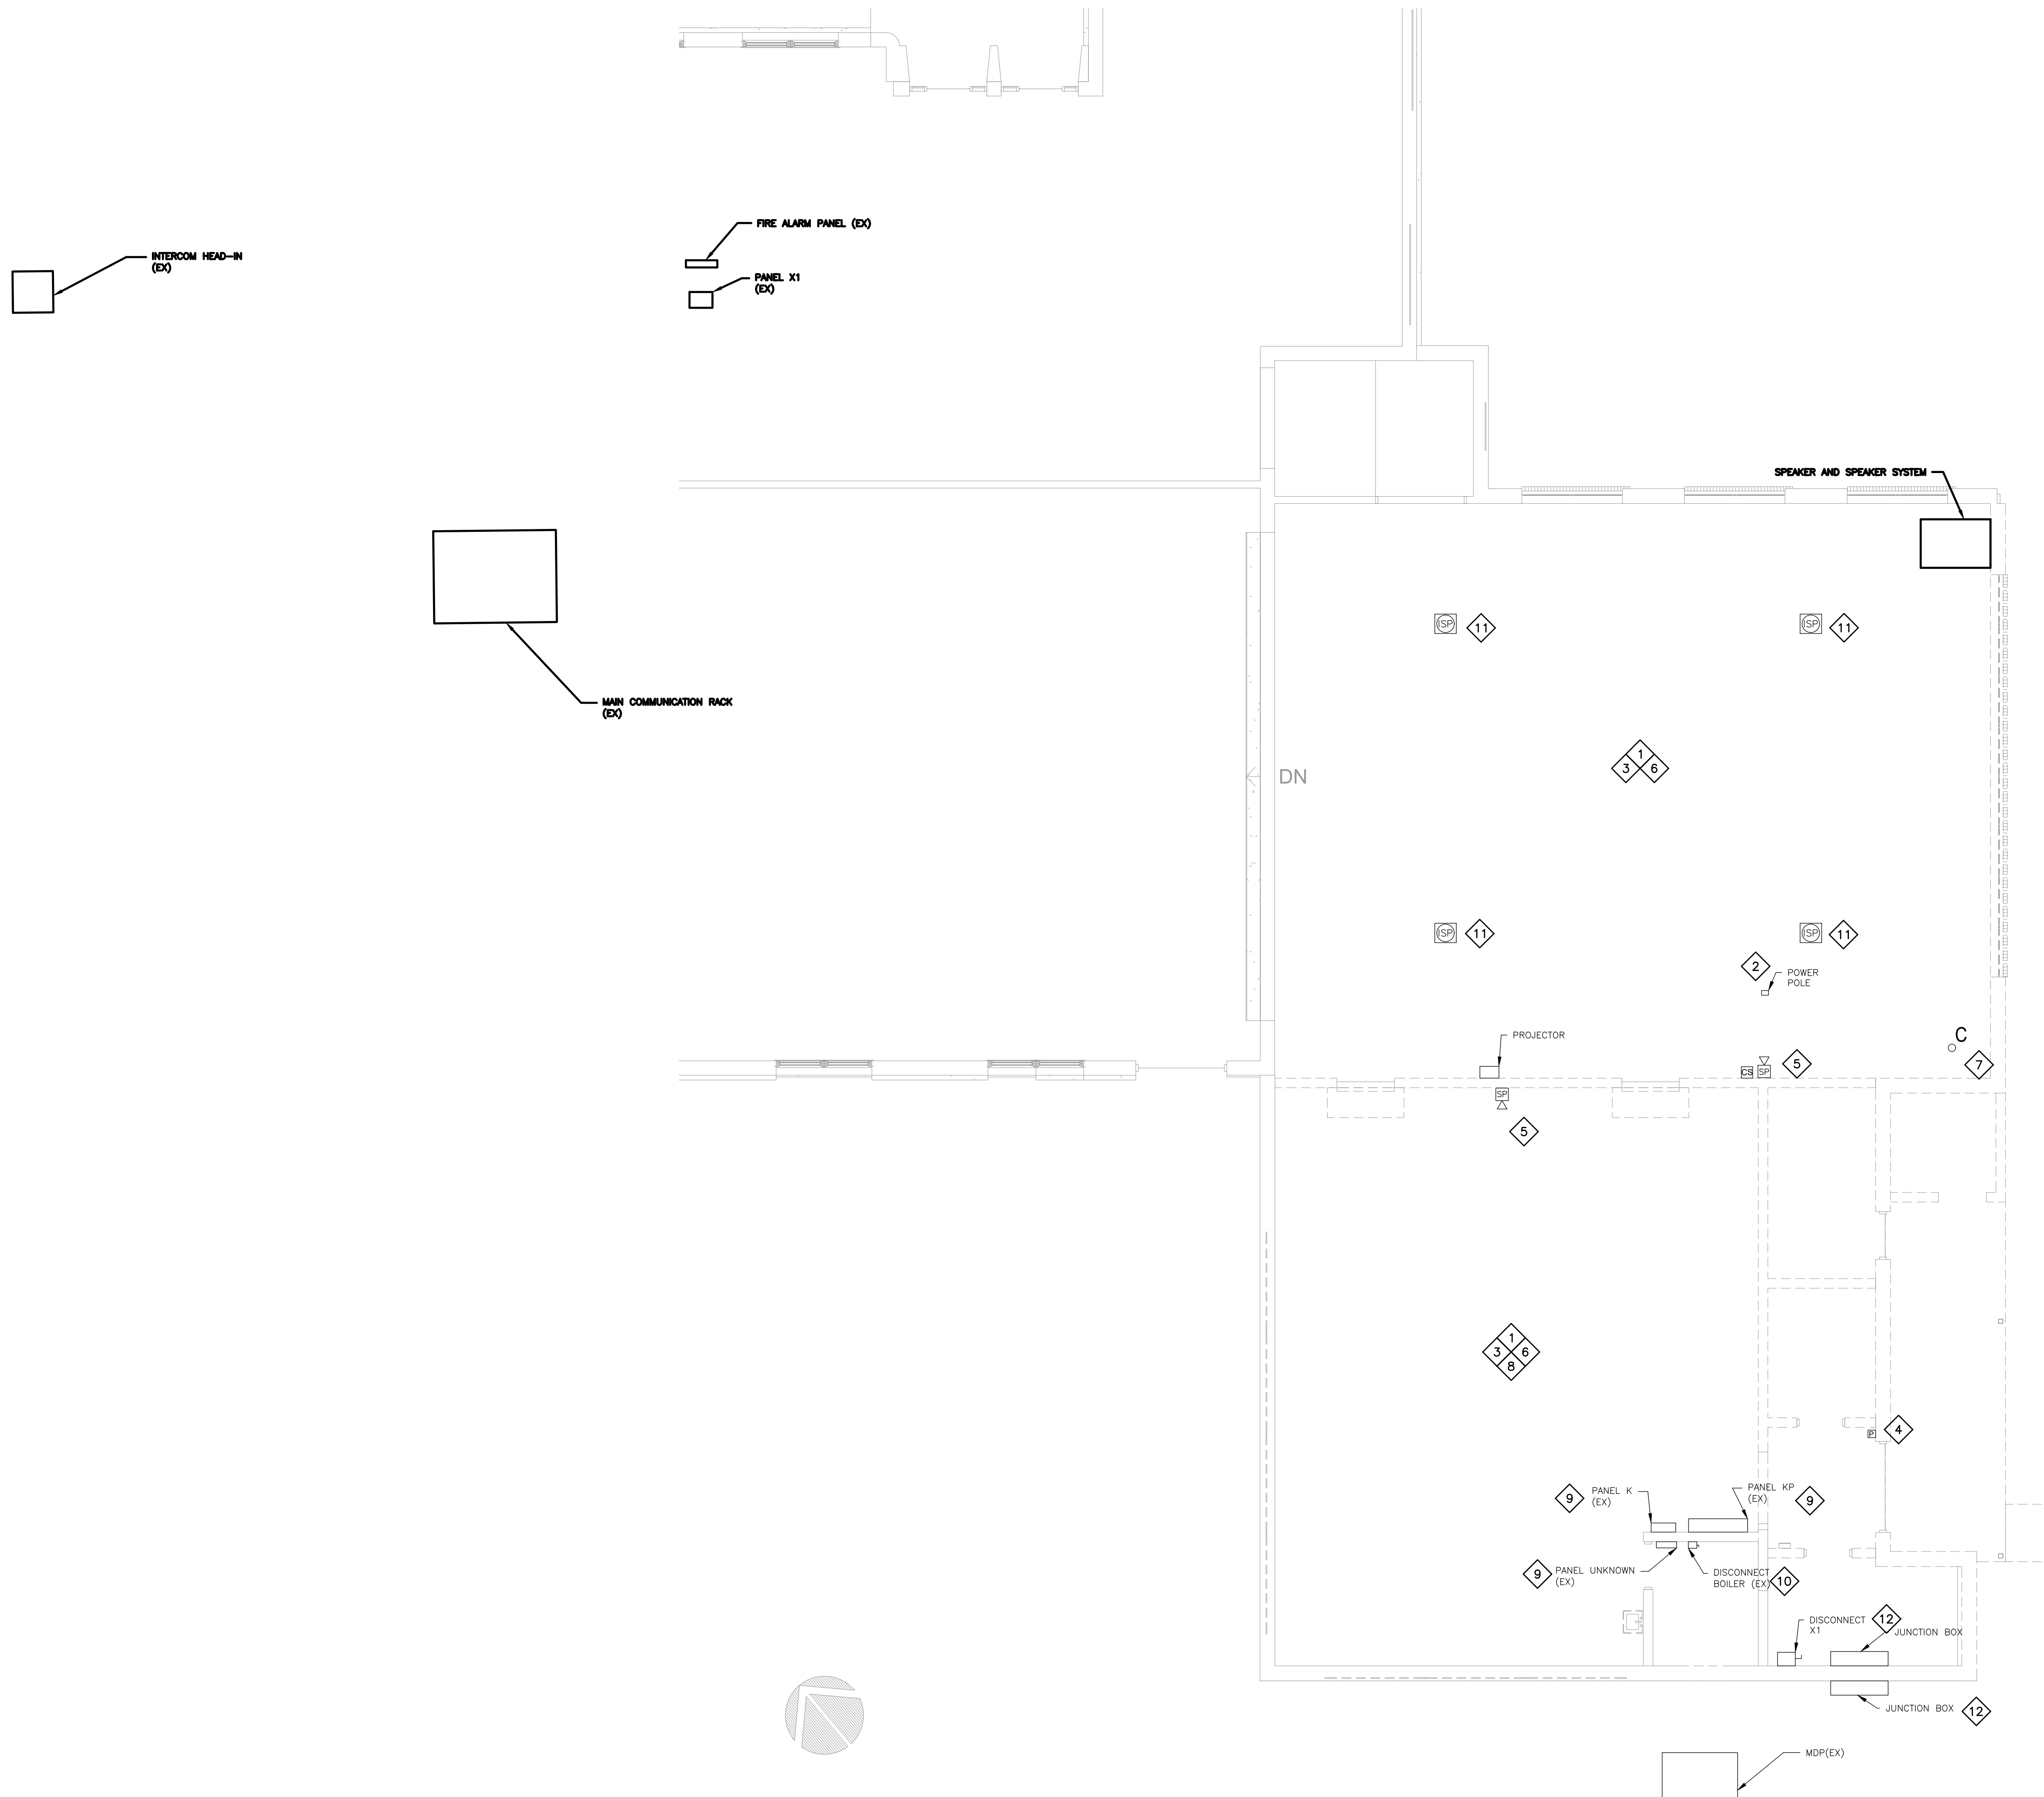 FIRE ALARM PANEL (EX)
INTERCOM HEAD-IN
(EX)
PANEL X1
(EX)
SPEAKER AND SPEAKER SYSTEM
SP
11
SP
11
MAIN COMMUNICATION RACK
(EX)
1
3
6
DN
SP
11
SP
11
2
POWER
POLE
PROJECTOR
C
CS
SP
5
7
SP
5
1
3
6
8
P
4
9
PANEL K
(EX)
PANEL KP
(EX)
9
9
PANEL UNKNOWN
(EX)
DISCONNECT
BOILER (EX)
10
DISCONNECT
X1
12
JUNCTION BOX
JUNCTION BOX
12
MDP(EX)